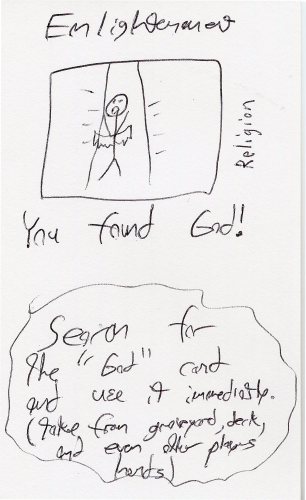 Enlightenment
Religion
You found God!
Search for
the "God" card
and use it immediately.
(take from graveyard, deck,
and even other players
hands)